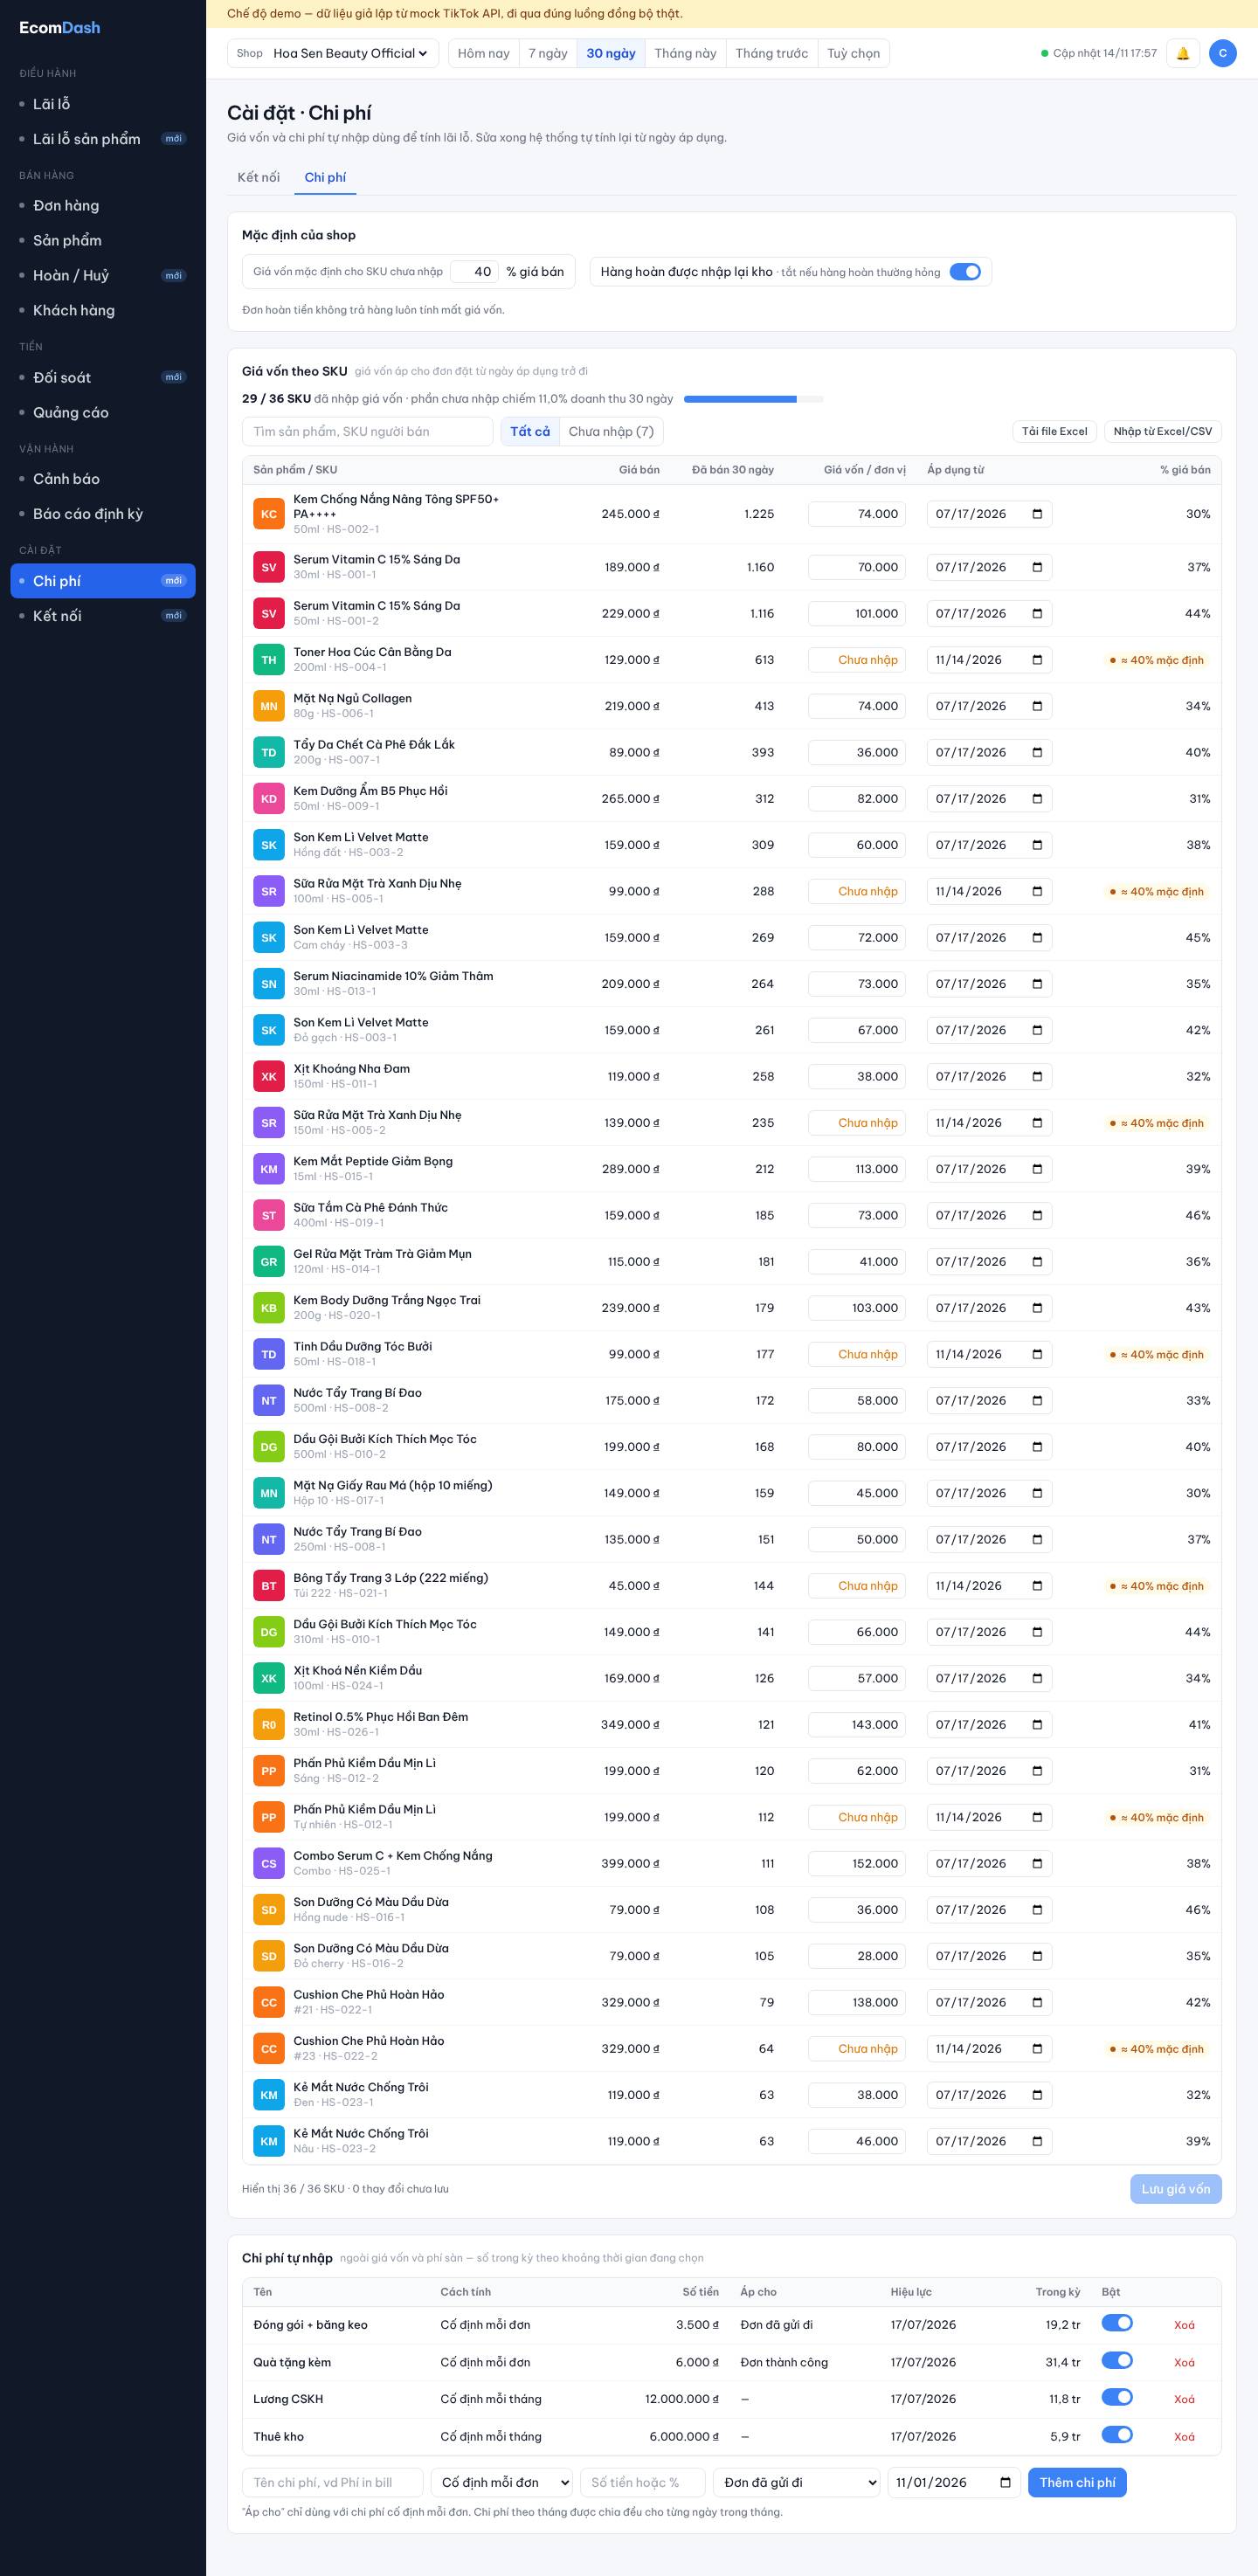 EcomDash
ĐIỀU HÀNH
Lãi lỗ
Lãi lỗ sản phẩm mới
BÁN HÀNG
Đơn hàng
Sản phẩm
Hoàn / Huỷ mới
Khách hàng
TIỀN
Đối soát mới
Quảng cáo
VẬN HÀNH
Cảnh báo
Báo cáo định kỳ
CÀI ĐẶT
Chi phí mới
Kết nối mới
Chế độ demo — dữ liệu giả lập từ mock TikTok API, đi qua đúng luồng đồng bộ thật.
Shop Hoa Sen Beauty Official Hôm nay 7 ngày 30 ngày Tháng này Tháng trước Tuỳ chọn Cập nhật 14/11 17:57 C
Cài đặt · Chi phí
Giá vốn và chi phí tự nhập dùng để tính lãi lỗ. Sửa xong hệ thống tự tính lại từ ngày áp dụng.
Kết nối Chi phí
Mặc định của shop
Giá vốn mặc định cho SKU chưa nhập 40 % giá bán Hàng hoàn được nhập lại kho · tắt nếu hàng hoàn thường hỏng
Đơn hoàn tiền không trả hàng luôn tính mất giá vốn.
Giá vốn theo SKU giá vốn áp cho đơn đặt từ ngày áp dụng trở đi
29 / 36 SKU đã nhập giá vốn · phần chưa nhập chiếm 11,0% doanh thu 30 ngày
Tìm sản phẩm, SKU người bán Tất cả Chưa nhập (7) Tải file Excel Nhập từ Excel/CSV
Sản phẩm / SKU Giá bán Đã bán 30 ngày Giá vốn / đơn vị Áp dụng từ % giá bán
Kem Chống Nắng Nâng Tông SPF50+
KC PA++++ 245.000 ₫ 1.225 74.000 07/17/2026 30%
50ml · HS-002-1
Serum Vitamin C 15% Sáng Da
SV 189.000 ₫ 1.160 70.000 07/17/2026 37%
30ml · HS-001-1
Serum Vitamin C 15% Sáng Da
SV 229.000 ₫ 1.116 101.000 07/17/2026 44%
50ml · HS-001-2
Toner Hoa Cúc Cân Bằng Da
TH 129.000 ₫ 613 Chưa nhập 11/14/2026 ≈ 40% mặc định
200ml · HS-004-1
Mặt Nạ Ngủ Collagen
MN 219.000 ₫ 413 74.000 07/17/2026 34%
80g · HS-006-1
Tẩy Da Chết Cà Phê Đắk Lắk
TD 89.000 ₫ 393 36.000 07/17/2026 40%
200g · HS-007-1
Kem Dưỡng Ẩm B5 Phục Hồi
KD 265.000 ₫ 312 82.000 07/17/2026 31%
50ml · HS-009-1
Son Kem Lì Velvet Matte
SK 159.000 ₫ 309 60.000 07/17/2026 38%
Hồng đất · HS-003-2
Sữa Rửa Mặt Trà Xanh Dịu Nhẹ
SR 99.000 ₫ 288 Chưa nhập 11/14/2026 ≈ 40% mặc định
100ml · HS-005-1
Son Kem Lì Velvet Matte
SK 159.000 ₫ 269 72.000 07/17/2026 45%
Cam cháy · HS-003-3
Serum Niacinamide 10% Giảm Thâm
SN 209.000 ₫ 264 73.000 07/17/2026 35%
30ml · HS-013-1
Son Kem Lì Velvet Matte
SK 159.000 ₫ 261 67.000 07/17/2026 42%
Đỏ gạch · HS-003-1
Xịt Khoáng Nha Đam
XK 119.000 ₫ 258 38.000 07/17/2026 32%
150ml · HS-011-1
Sữa Rửa Mặt Trà Xanh Dịu Nhẹ
SR 139.000 ₫ 235 Chưa nhập 11/14/2026 ≈ 40% mặc định
150ml · HS-005-2
Kem Mắt Peptide Giảm Bọng
KM 289.000 ₫ 212 113.000 07/17/2026 39%
15ml · HS-015-1
Sữa Tắm Cà Phê Đánh Thức
ST 159.000 ₫ 185 73.000 07/17/2026 46%
400ml · HS-019-1
Gel Rửa Mặt Tràm Trà Giảm Mụn
GR 115.000 ₫ 181 41.000 07/17/2026 36%
120ml · HS-014-1
Kem Body Dưỡng Trắng Ngọc Trai
KB 239.000 ₫ 179 103.000 07/17/2026 43%
200g · HS-020-1
Tinh Dầu Dưỡng Tóc Bưởi
TD 99.000 ₫ 177 Chưa nhập 11/14/2026 ≈ 40% mặc định
50ml · HS-018-1
Nước Tẩy Trang Bí Đao
NT 175.000 ₫ 172 58.000 07/17/2026 33%
500ml · HS-008-2
Dầu Gội Bưởi Kích Thích Mọc Tóc
DG 199.000 ₫ 168 80.000 07/17/2026 40%
500ml · HS-010-2
Mặt Nạ Giấy Rau Má (hộp 10 miếng)
MN 149.000 ₫ 159 45.000 07/17/2026 30%
Hộp 10 · HS-017-1
Nước Tẩy Trang Bí Đao
NT 135.000 ₫ 151 50.000 07/17/2026 37%
250ml · HS-008-1
Bông Tẩy Trang 3 Lớp (222 miếng)
BT 45.000 ₫ 144 Chưa nhập 11/14/2026 ≈ 40% mặc định
Túi 222 · HS-021-1
Dầu Gội Bưởi Kích Thích Mọc Tóc
DG 149.000 ₫ 141 66.000 07/17/2026 44%
310ml · HS-010-1
Xịt Khoá Nền Kiềm Dầu
XK 169.000 ₫ 126 57.000 07/17/2026 34%
100ml · HS-024-1
Retinol 0.5% Phục Hồi Ban Đêm
R0 349.000 ₫ 121 143.000 07/17/2026 41%
30ml · HS-026-1
Phấn Phủ Kiềm Dầu Mịn Lì
PP 199.000 ₫ 120 62.000 07/17/2026 31%
Sáng · HS-012-2
Phấn Phủ Kiềm Dầu Mịn Lì
PP 199.000 ₫ 112 Chưa nhập 11/14/2026 ≈ 40% mặc định
Tự nhiên · HS-012-1
Combo Serum C + Kem Chống Nắng
CS 399.000 ₫ 111 152.000 07/17/2026 38%
Combo · HS-025-1
Son Dưỡng Có Màu Dầu Dừa
SD 79.000 ₫ 108 36.000 07/17/2026 46%
Hồng nude · HS-016-1
Son Dưỡng Có Màu Dầu Dừa
SD 79.000 ₫ 105 28.000 07/17/2026 35%
Đỏ cherry · HS-016-2
Cushion Che Phủ Hoàn Hảo
CC 329.000 ₫ 79 138.000 07/17/2026 42%
#21 · HS-022-1
Cushion Che Phủ Hoàn Hảo
CC 329.000 ₫ 64 Chưa nhập 11/14/2026 ≈ 40% mặc định
#23 · HS-022-2
Kẻ Mắt Nước Chống Trôi
KM 119.000 ₫ 63 38.000 07/17/2026 32%
Đen · HS-023-1
Kẻ Mắt Nước Chống Trôi
KM 119.000 ₫ 63 46.000 07/17/2026 39%
Nâu · HS-023-2
Hiển thị 36 / 36 SKU · 0 thay đổi chưa lưu Lưu giá vốn
Chi phí tự nhập ngoài giá vốn và phí sàn — số trong kỳ theo khoảng thời gian đang chọn
Tên Cách tính Số tiền Áp cho Hiệu lực Trong kỳ Bật
Đóng gói + băng keo Cố định mỗi đơn 3.500 ₫ Đơn đã gửi đi 17/07/2026 19,2 tr Xoá
Quà tặng kèm Cố định mỗi đơn 6.000 ₫ Đơn thành công 17/07/2026 31,4 tr Xoá
Lương CSKH Cố định mỗi tháng 12.000.000 ₫ — 17/07/2026 11,8 tr Xoá
Thuê kho Cố định mỗi tháng 6.000.000 ₫ — 17/07/2026 5,9 tr Xoá
Tên chi phí, vd Phí in bill Cố định mỗi đơn Số tiền hoặc % Đơn đã gửi đi 11/01/2026 Thêm chi phí
"Áp cho" chỉ dùng với chi phí cố định mỗi đơn. Chi phí theo tháng được chia đều cho từng ngày trong tháng.